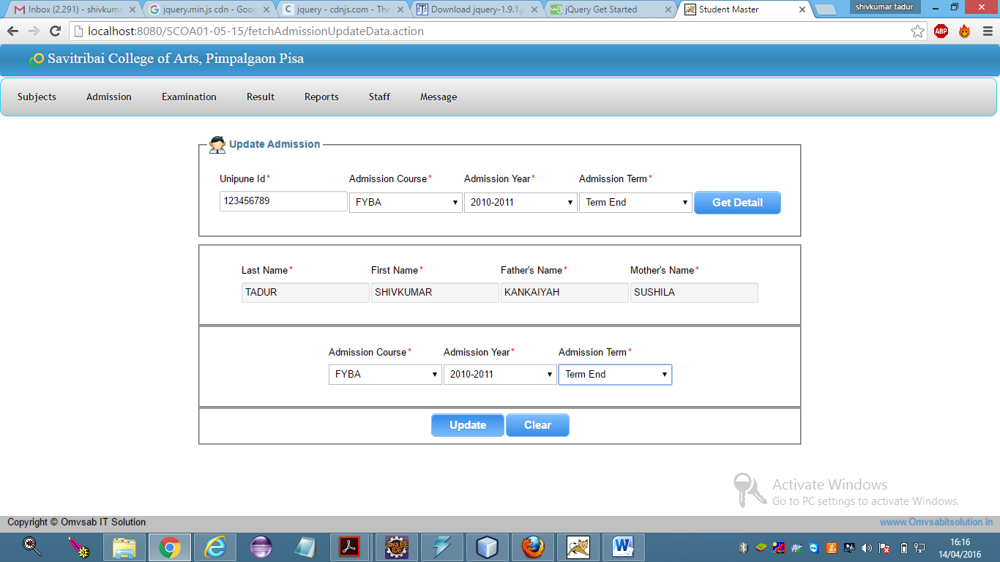 Inbox (2,291) - shivkuma
jquery.min.js cdn - Goog
jquery - cdnjs.com - The
Download jquery-1.9.1.j
jQuery Get Started
Student Master
shivkumar tadur
localhost:8080/SCOA01-05-15/fetchAdmissionUpdateData.action
ABP
Savitribai College of Arts, Pimpalgaon Pisa
Subjects Admission Examination Result Reports Staff Message
Update Admission
Unipune Id* Admission Course* Admission Year* Admission Term*
123456789 FYBA 2010-2011 Term End Get Detail
Last Name* First Name* Father's Name* Mother's Name*
TADUR SHIVKUMAR KANKAIYAH SUSHILA
Admission Course* Admission Year* Admission Term*
FYBA 2010-2011 Term End
Update Clear
Activate Windows
Go to PC settings to activate Windows.
Copyright © Omvsab IT Solution
wwww.Omvsabitsolution.in
Java EE
IDE
16:16
14/04/2016